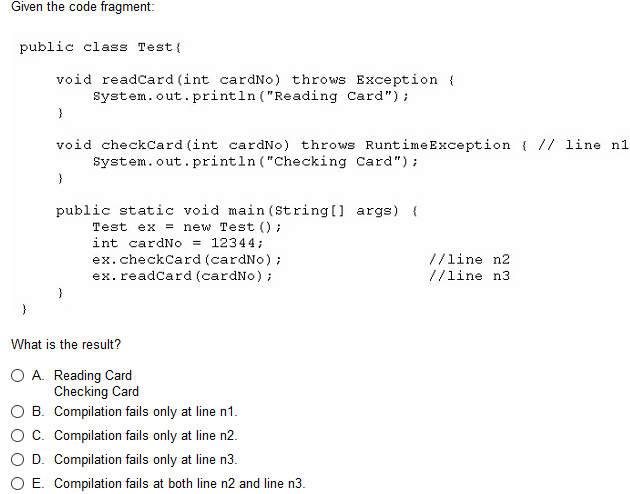 Given the code fragment:
public class Test{
void readCard(int cardNo) throws Exception {
System.out.println("Reading Card");
}
void checkCard(int cardNo) throws RuntimeException { // line n1
System.out.println("Checking Card");
}
public static void main(String[] args) {
Test ex = new Test();
int cardNo = 12344;
ex.checkCard(cardNo); //line n2
ex.readCard(cardNo); //line n3
}
}
What is the result?
A. Reading Card
Checking Card
B. Compilation fails only at line n1.
C. Compilation fails only at line n2.
D. Compilation fails only at line n3.
E. Compilation fails at both line n2 and line n3.